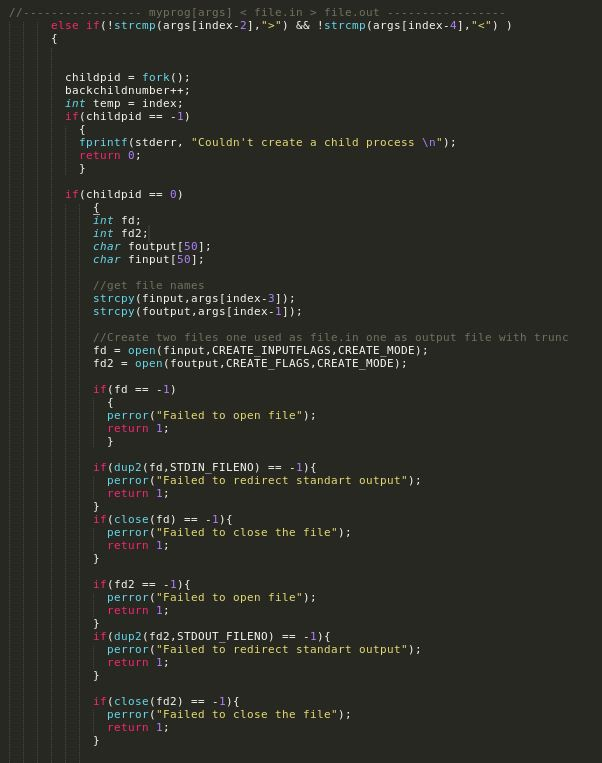 //----------------- myprog[args] < file.in > file.out -----------------
else if(!strcmp(args[index-2],">") && !strcmp(args[index-4],"<") )
{
childpid = fork();
backchildnumber++;
int temp = index;
if(childpid == -1)
{
fprintf(stderr, "Couldn't create a child process \n");
return 0;
}
if(childpid == 0)
{
int fd;
int fd2;
char foutput[50];
char finput[50];
//get file names
strcpy(finput,args[index-3]);
strcpy(foutput,args[index-1]);
//Create two files one used as file.in one as output file with trunc
fd = open(finput,CREATE_INPUTFLAGS,CREATE_MODE);
fd2 = open(foutput,CREATE_FLAGS,CREATE_MODE);
if(fd == -1)
{
perror("Failed to open file");
return 1;
}
if(dup2(fd,STDIN_FILENO) == -1){
perror("Failed to redirect standart output");
return 1;
}
if(close(fd) == -1){
perror("Failed to close the file");
return 1;
}
if(fd2 == -1){
perror("Failed to open file");
return 1;
}
if(dup2(fd2,STDOUT_FILENO) == -1){
perror("Failed to redirect standart output");
return 1;
}
if(close(fd2) == -1){
perror("Failed to close the file");
return 1;
}